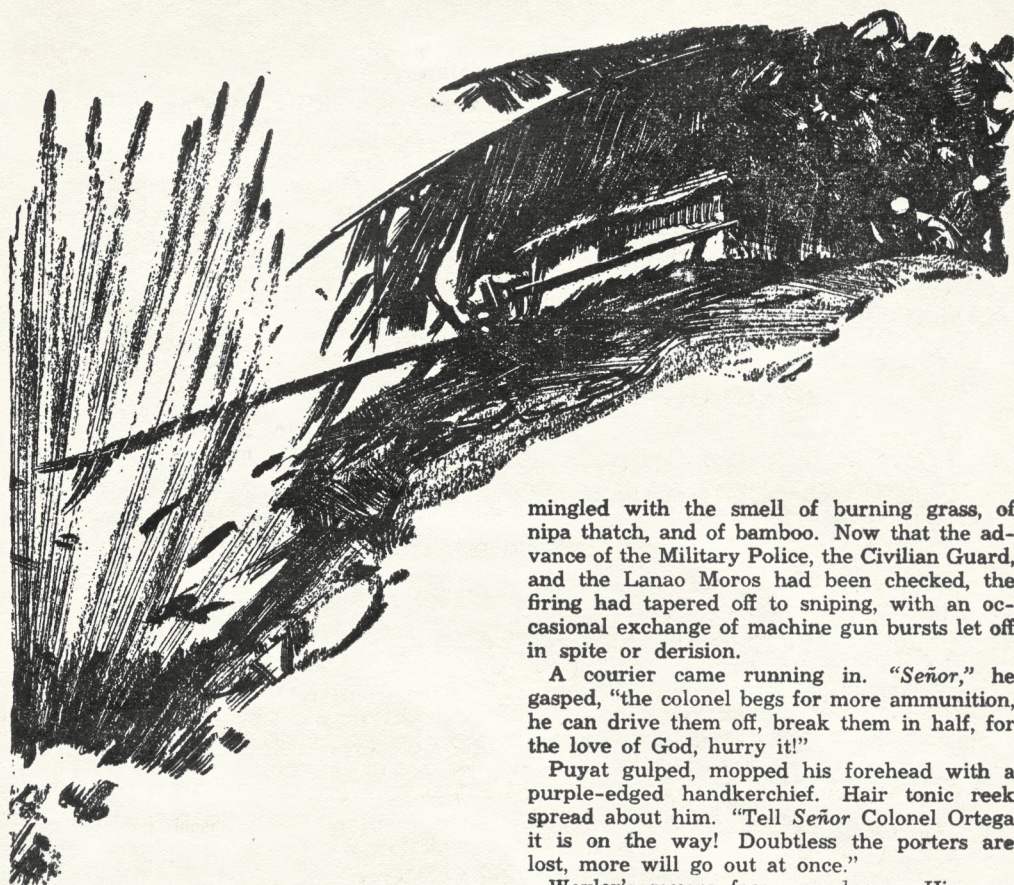 mingled with the smell of burning grass, of
nipa thatch, and of bamboo. Now that the ad-
vance of the Military Police, the Civilian Guard,
and the Lanao Moros had been checked, the
firing had tapered off to sniping, with an oc-
casional exchange of machine gun bursts let off
in spite or derision.
A courier came running in. “Señor,” he
gasped, “the colonel begs for more ammunition,
he can drive them off, break them in half, for
the love of God, hurry it!”
Puyat gulped, mopped his forehead with a
purple-edged handkerchief. Hair tonic reek
spread about him. “Tell Señor Colonel Ortega
it is on the way! Doubtless the porters are
lost, more will go out at once.”